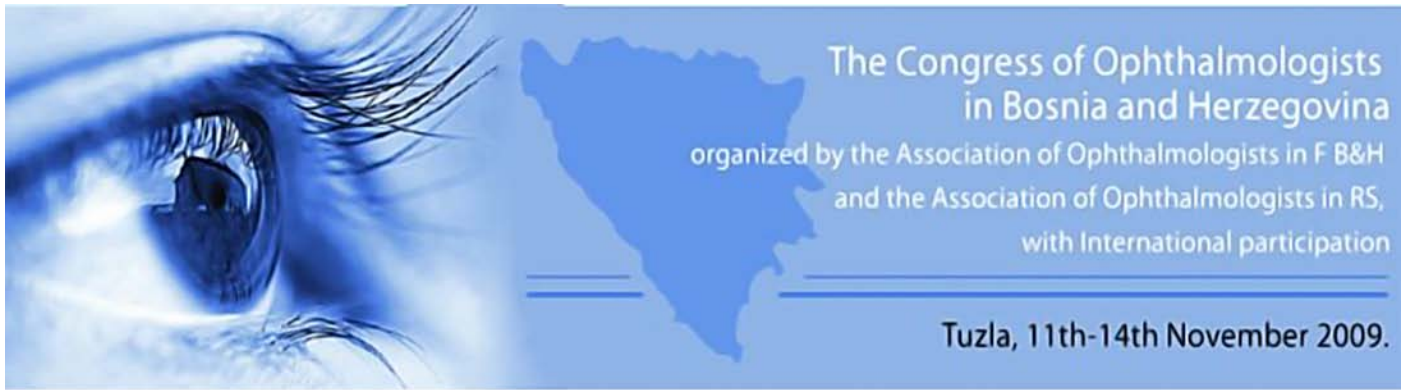 The Congress of Ophthalmologists
in Bosnia and Herzegovina
organized by the Association of Ophthalmologists in F B&H
and the Association of Ophthalmologists in RS,
with International participation
Tuzla, 11th-14th November 2009.